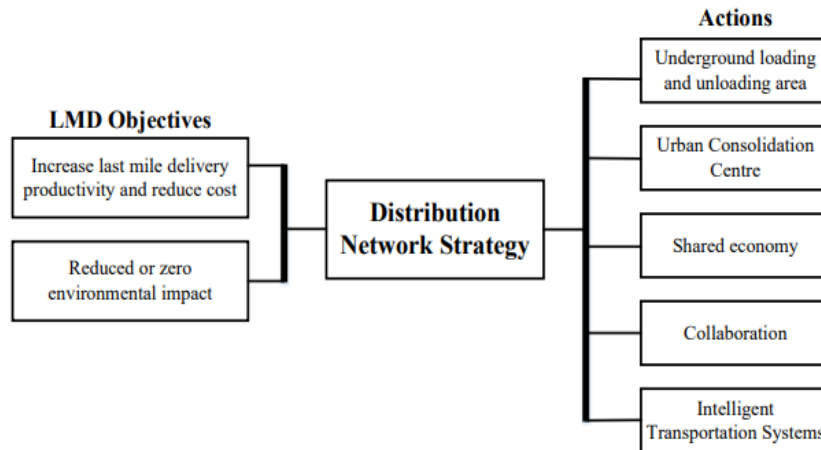 Actions
Underground loading
and unloading area
LMD Objectives
Increase last mile delivery
productivity and reduce cost
Urban Consolidation
Centre
Distribution
Network Strategy
Reduced or zero
environmental impact
Shared economy
Collaboration
Intelligent
Transportation Systems